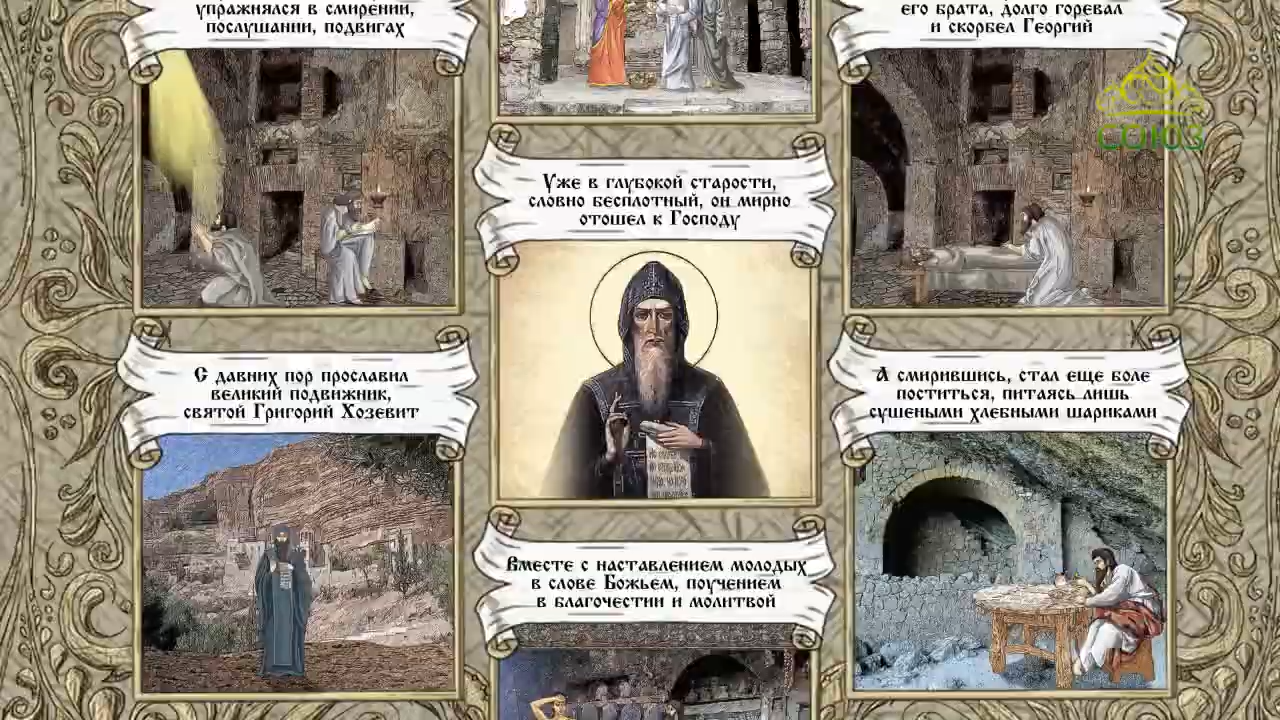 упражнялся в смирении,
послушании, подвигах
его брата, долго горевал
и скорбел Георгий
СОЮЗ
Уже в глубокой старости,
словно бесплотный, он мирно
отошел к Господу
С давних пор прославил
великий подвижник,
святой Григорий Хозевит
А смирившись, стал еще боле
поститься, питаясь лишь
сушеными хлебными шариками
Вместе с наставлением молодых
в слове Божьем, поучением
в благочестии и молитвой